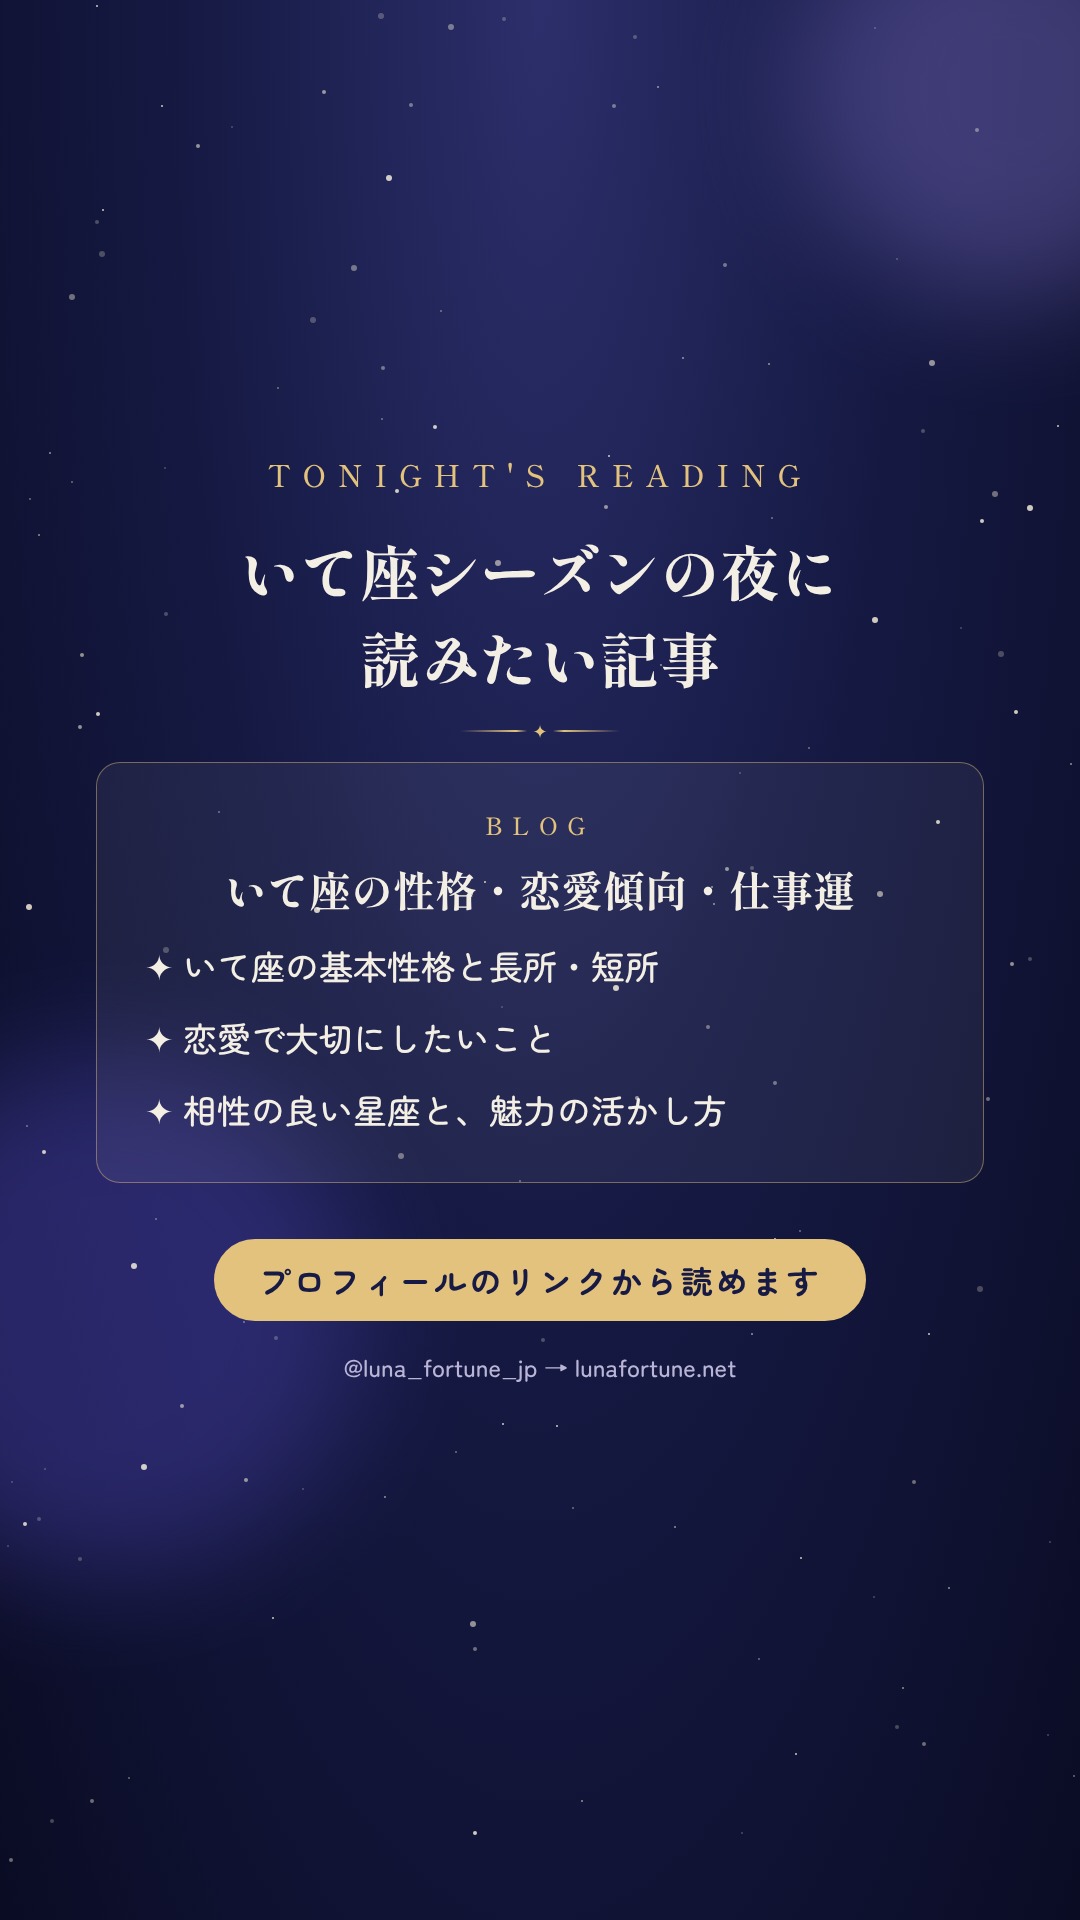 TONIGHT'S READING
いて座シーズンの夜に
読みたい記事
BLOG
いて座の性格・恋愛傾向・仕事運
✦ いて座の基本性格と長所・短所
✦ 恋愛で大切にしたいこと
✦ 相性の良い星座と、魅力の活かし方
プロフィールのリンクから読めます
@luna_fortune_jp → lunafortune.net